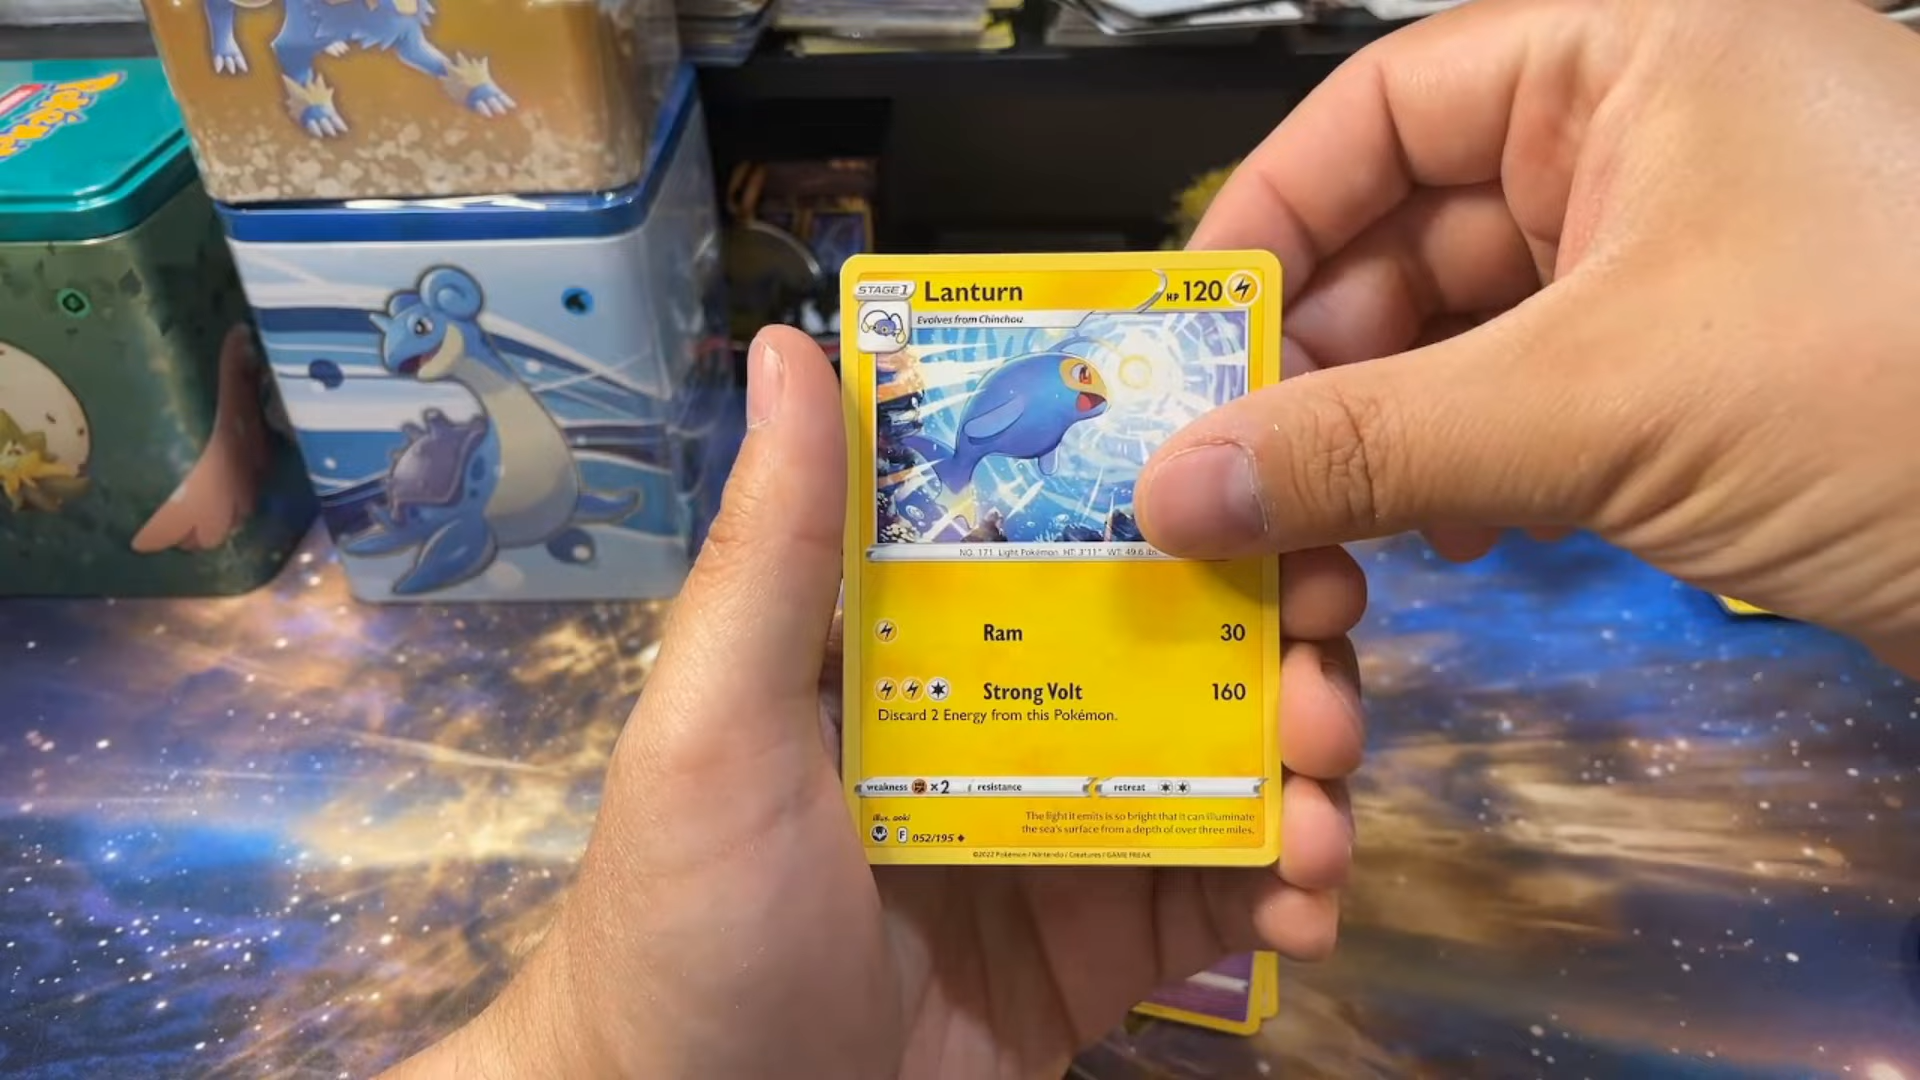 Pokémon
STAGE 1 Lanturn HP 120
Evolves from Chinchou
NO. 171 Light Pokémon HT: 3'11" WT: 49.6 lbs.
Ram 30
Strong Volt 160
Discard 2 Energy from this Pokémon.
weakness ×2 resistance retreat
illus. aoki
The light it emits is so bright that it can illuminate
the sea's surface from a depth of over three miles.
F 052/195
©2022 Pokémon / Nintendo / Creatures / GAME FREAK